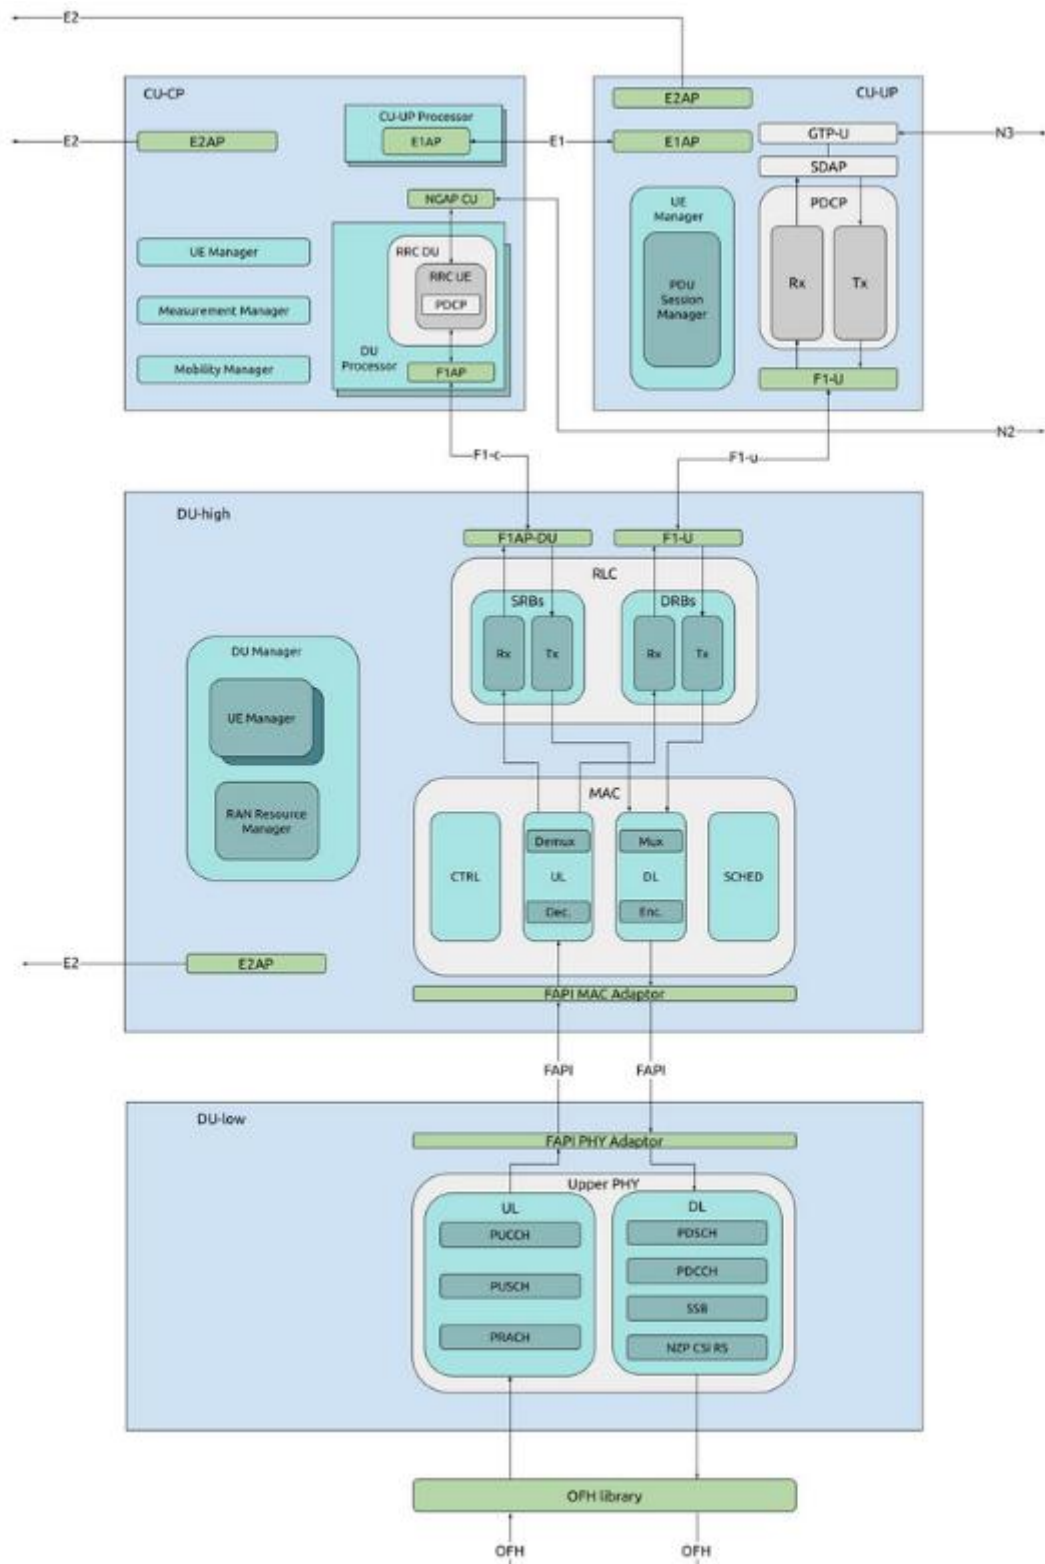 E2
CU-CP
CU-UP Processor
E1AP
E2AP
E2
E1
E2AP
CU-UP
E1AP
GTP-U
N3
SDAP
NGAP CU
UE Manager
Measurement Manager
Mobility Manager
RRC DU
RRC UE
PDCP
DU Processor
F1AP
UE Manager
PDU Session Manager
PDCP
Rx
Tx
F1-U
N2
F1-c
F1-u
DU-high
F1AP-DU
F1-U
RLC
SRBs
DRBs
Rx
Tx
Rx
Tx
DU Manager
UE Manager
RAN Resource Manager
MAC
CTRL
Demux
UL
Dec.
Mux
DL
Enc.
SCHED
E2
E2AP
FAPI MAC Adaptor
FAPI
FAPI
DU-low
FAPI PHY Adaptor
Upper PHY
UL
PUCCH
PUSCH
PRACH
DL
PDSCH
PDCCH
SSB
NZP CSI RS
OFH library
OFH
OFH